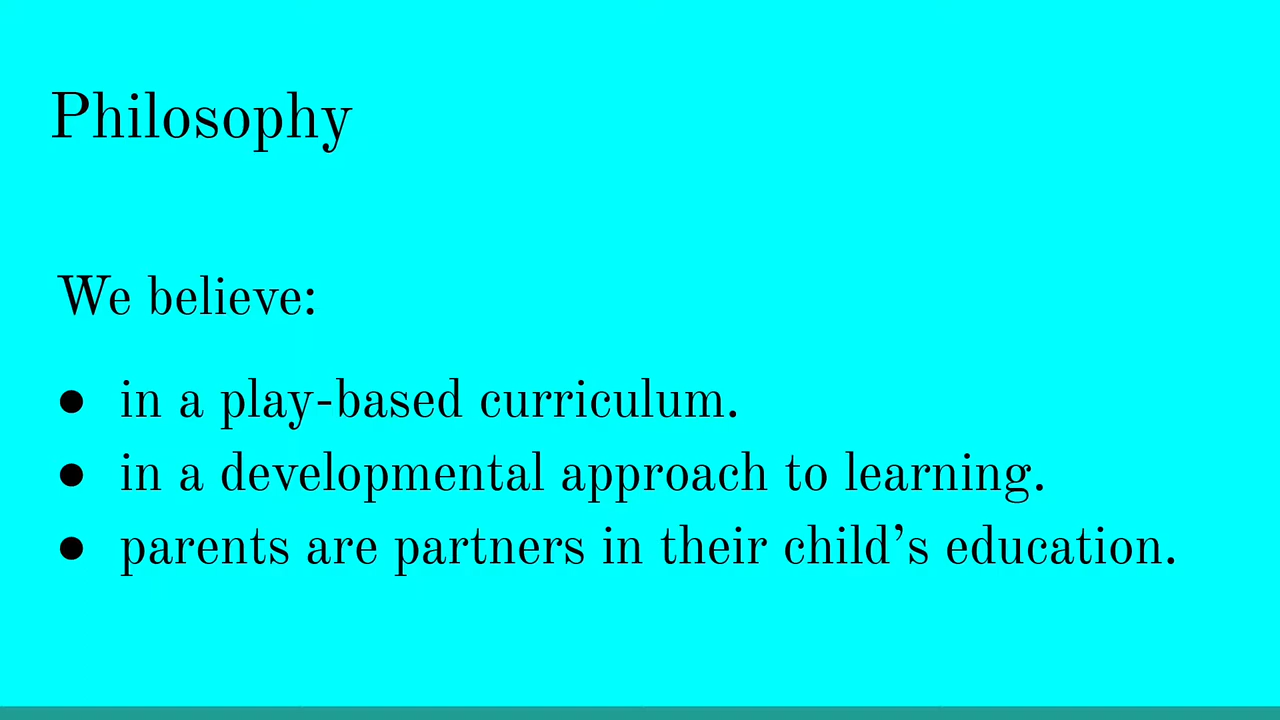 Philosophy
We believe:
● in a play-based curriculum.
● in a developmental approach to learning.
● parents are partners in their child’s education.